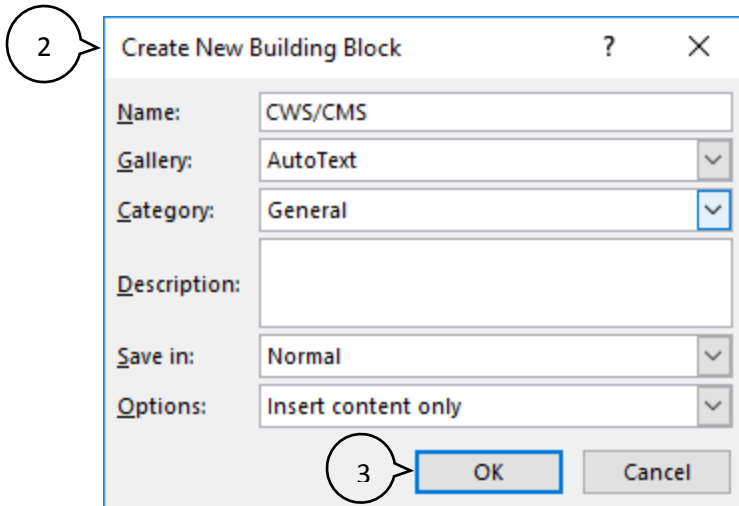 2 Create New Building Block ? X
Name: CWS/CMS
Gallery: AutoText
Category: General
Description:
Save in: Normal
Options: Insert content only
3 OK Cancel